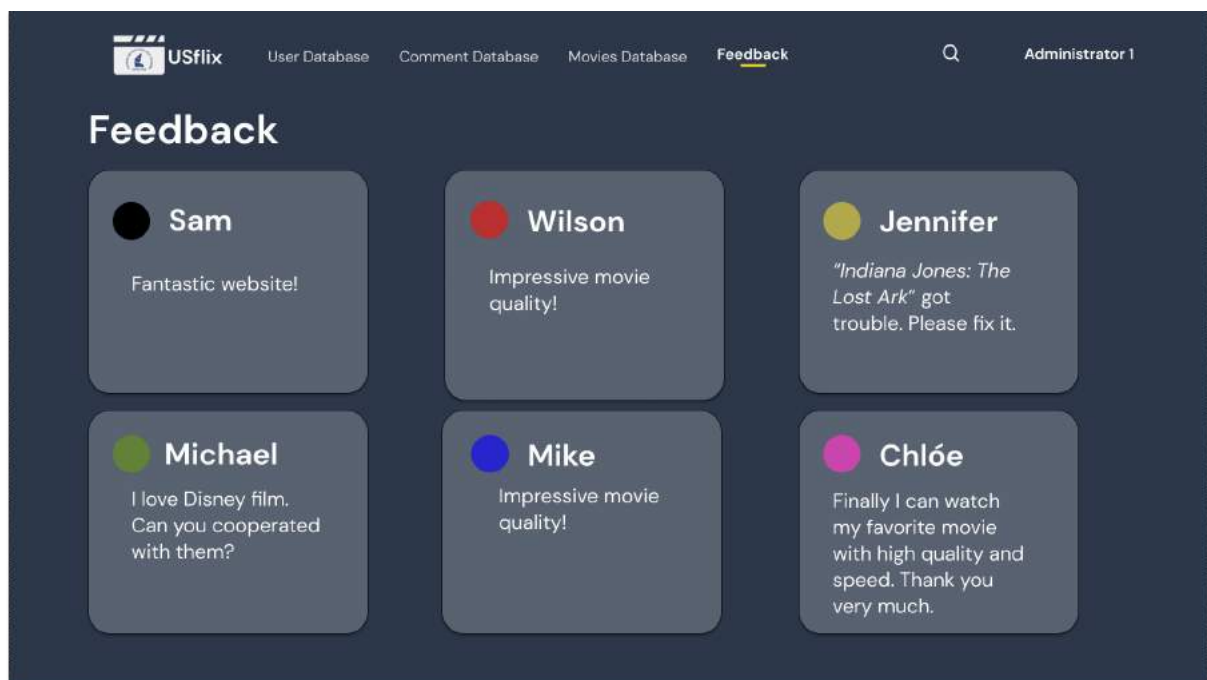 USflix User Database Comment Database Movies Database Feedback Administrator 1
Feedback
Sam
Fantastic website!
Wilson
Impressive movie
quality!
Jennifer
“Indiana Jones: The
Lost Ark” got
trouble. Please fix it.
Michael
I love Disney film.
Can you cooperated
with them?
Mike
Impressive movie
quality!
Chlóe
Finally I can watch
my favorite movie
with high quality and
speed. Thank you
very much.